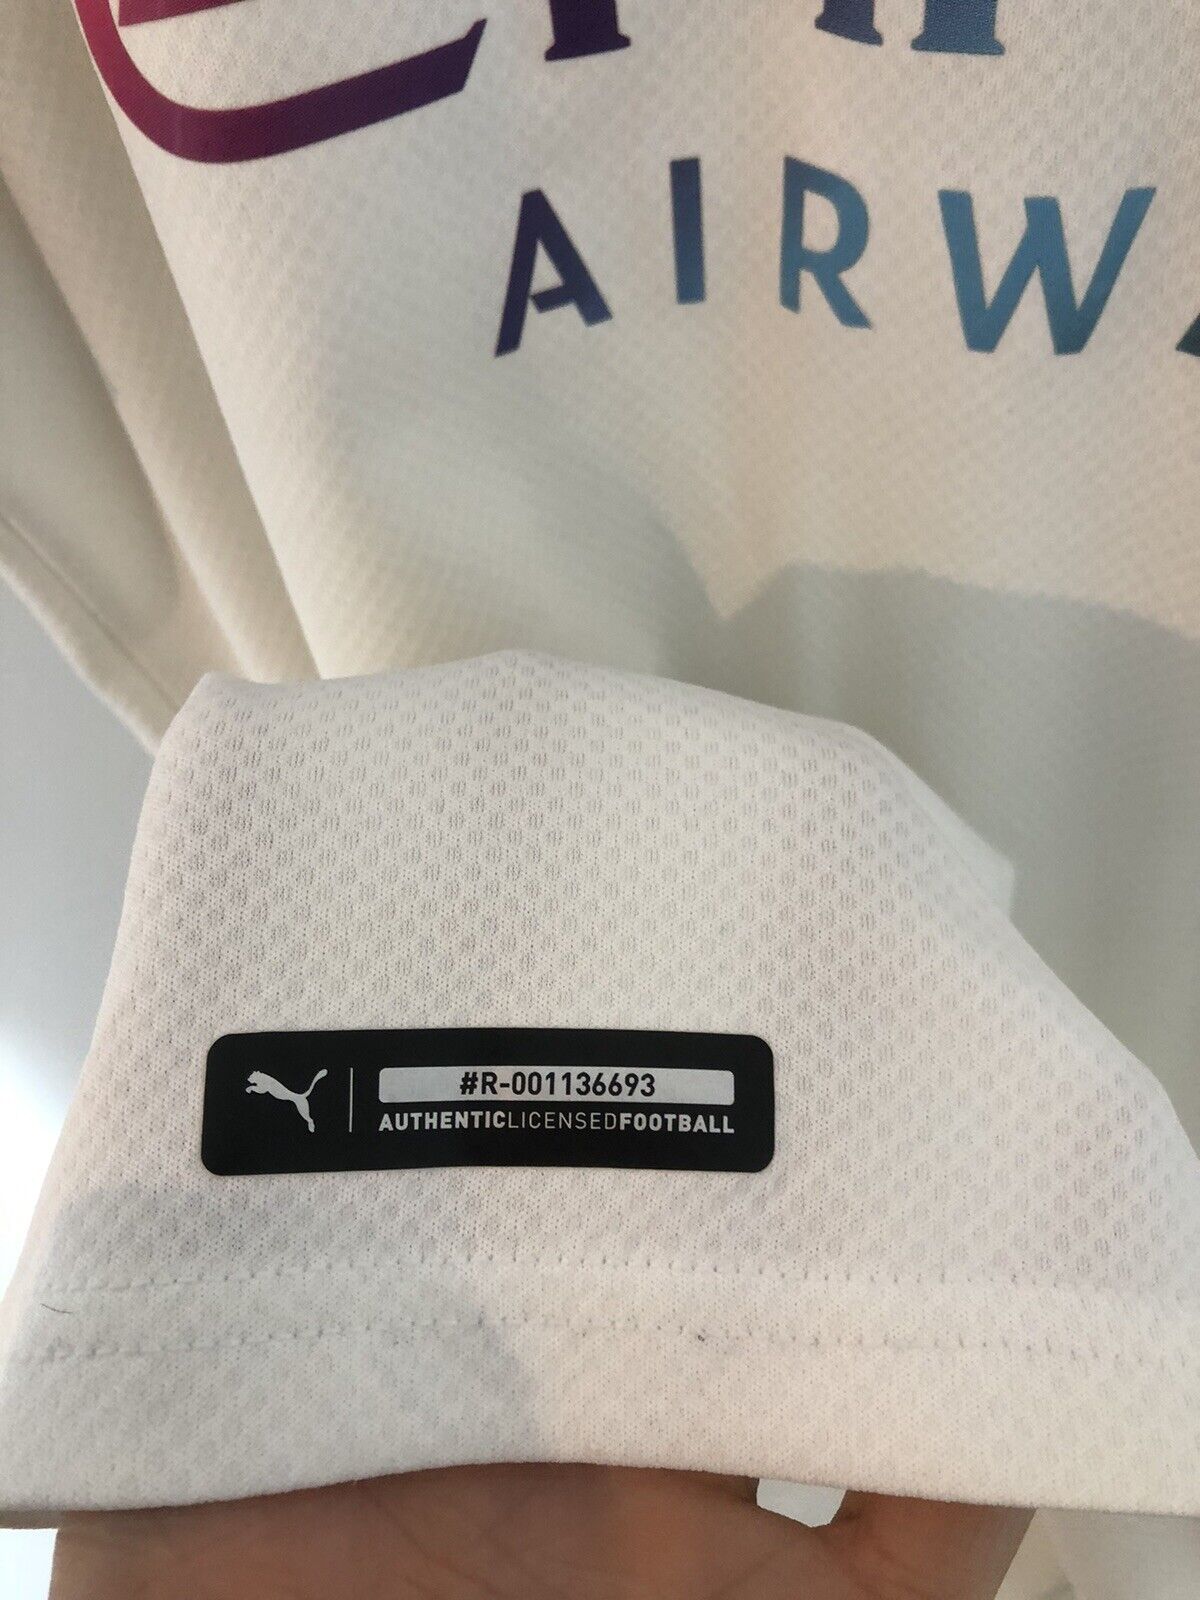 AIRW
#R-001136693
AUTHENTICLICENSEDFOOTBALL